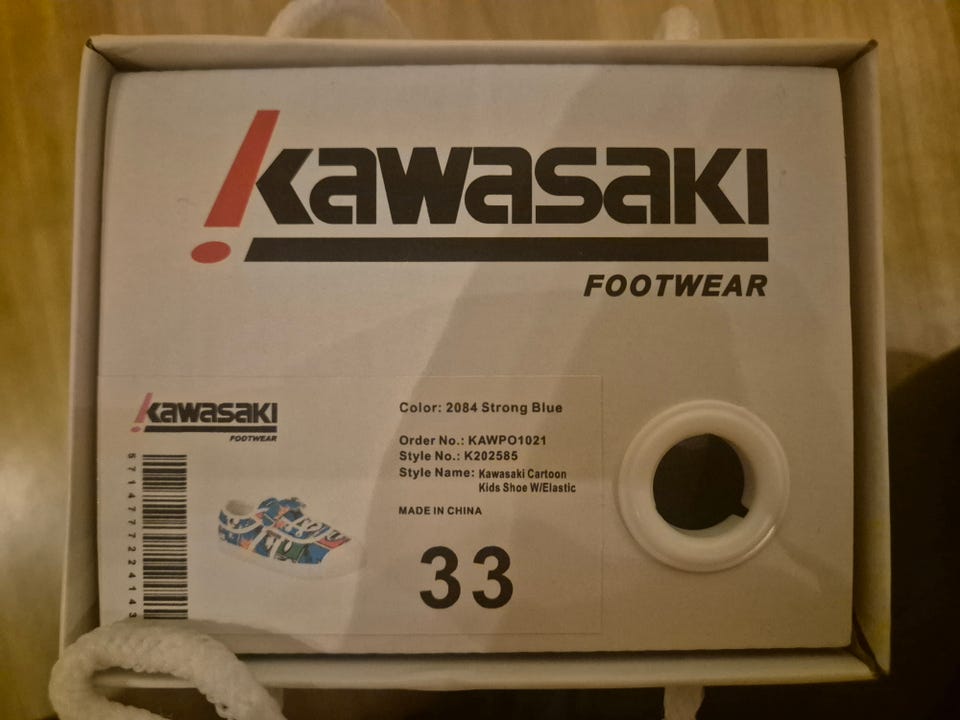 Kawasaki
FOOTWEAR
Kawasaki
FOOTWEAR
5714777224143
Color: 2084 Strong Blue
Order No.: KAWPO1021
Style No.: K202585
Style Name: Kawasaki Cartoon
Kids Shoe W/Elastic
MADE IN CHINA
33